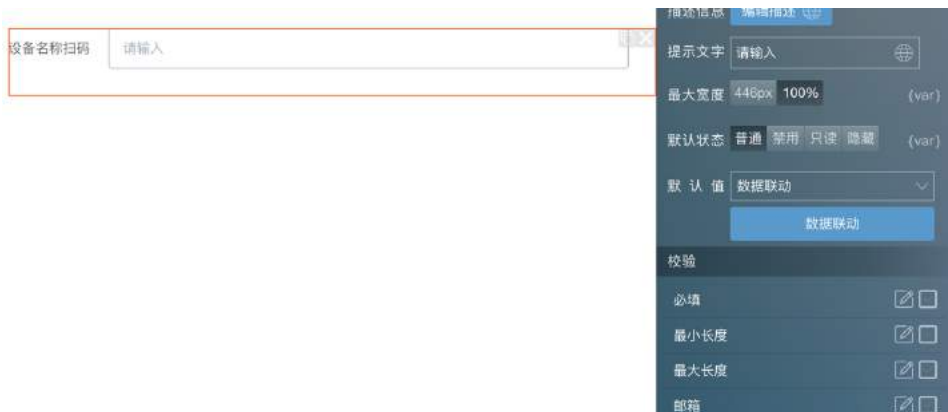 描述信息 编辑描述
设备名称扫码 请输入
提示文字 请输入
最大宽度 446px 100% (var)
默认状态 普通 禁用 只读 隐藏 (var)
默 认 值 数据联动
数据联动
校验
必填
最小长度
最大长度
邮箱